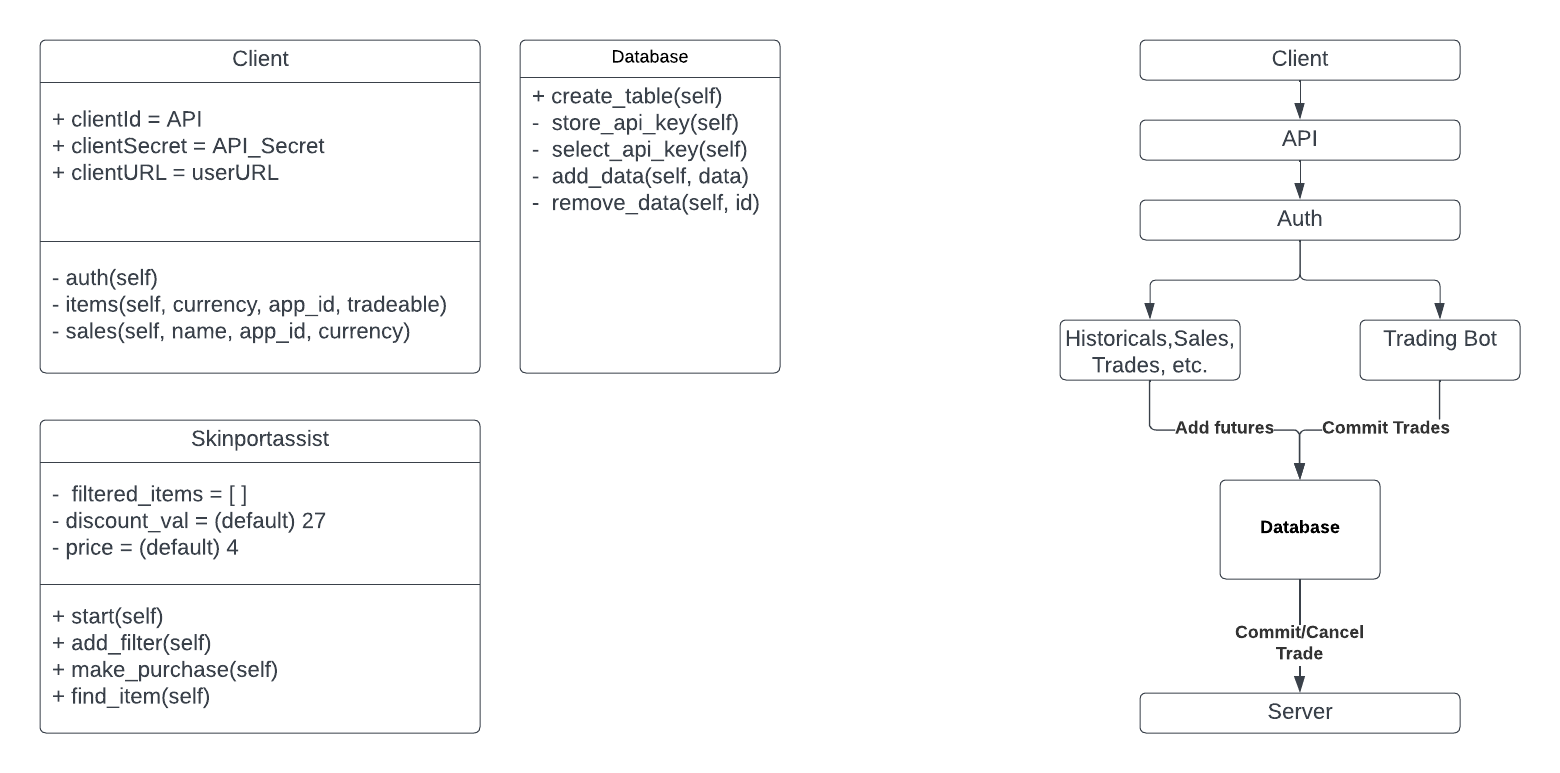 Client
+ clientId = API
+ clientSecret = API_Secret
+ clientURL = userURL
- auth(self)
- items(self, currency, app_id, tradeable)
- sales(self, name, app_id, currency)
Database
+ create_table(self)
- store_api_key(self)
- select_api_key(self)
- add_data(self, data)
- remove_data(self, id)
Skinportassist
- filtered_items = [ ]
- discount_val = (default) 27
- price = (default) 4
+ start(self)
+ add_filter(self)
+ make_purchase(self)
+ find_item(self)
Client
API
Auth
Historicals,Sales,
Trades, etc.
Trading Bot
Add futures
Commit Trades
Database
Commit/Cancel
Trade
Server